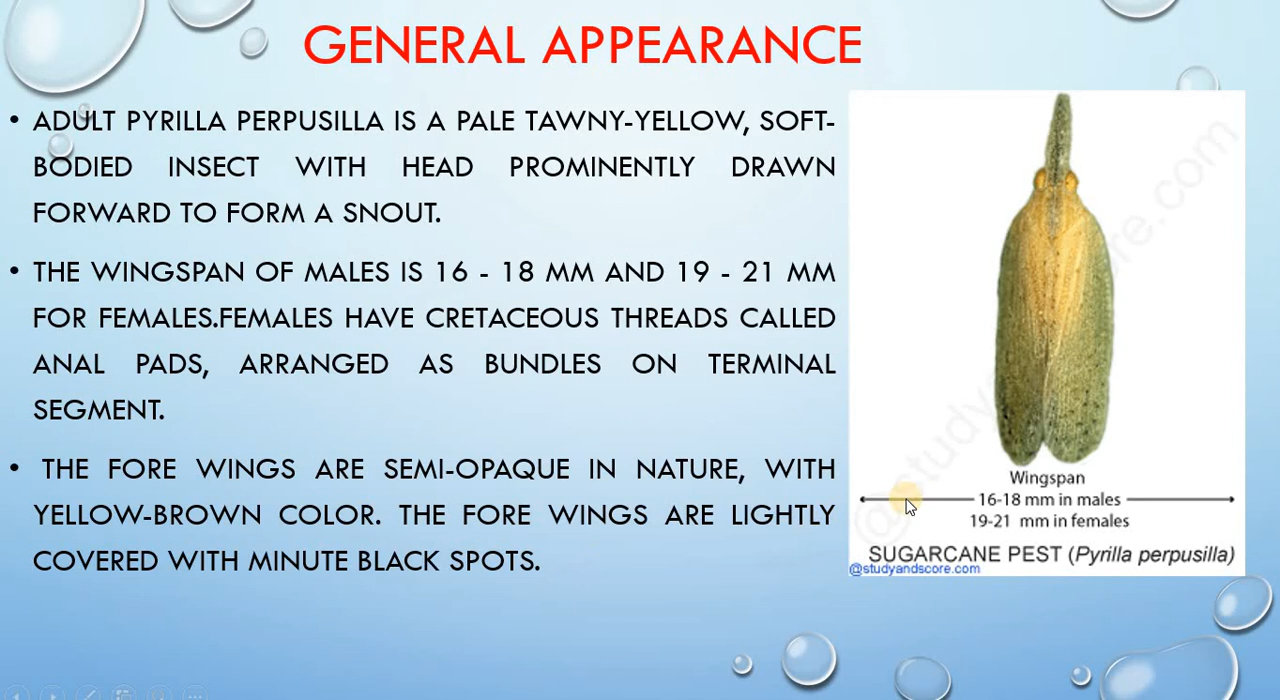 GENERAL APPEARANCE
• ADULT PYRILLA PERPUSILLA IS A PALE TAWNY-YELLOW, SOFT-
BODIED INSECT WITH HEAD PROMINENTLY DRAWN
FORWARD TO FORM A SNOUT.
• THE WINGSPAN OF MALES IS 16 - 18 MM AND 19 - 21 MM
FOR FEMALES.FEMALES HAVE CRETACEOUS THREADS CALLED
ANAL PADS, ARRANGED AS BUNDLES ON TERMINAL
SEGMENT.
• THE FORE WINGS ARE SEMI-OPAQUE IN NATURE, WITH
YELLOW-BROWN COLOR. THE FORE WINGS ARE LIGHTLY
COVERED WITH MINUTE BLACK SPOTS.
Wingspan
16-18 mm in males
19-21 mm in females
SUGARCANE PEST (Pyrilla perpusilla)
@studyandscore.com